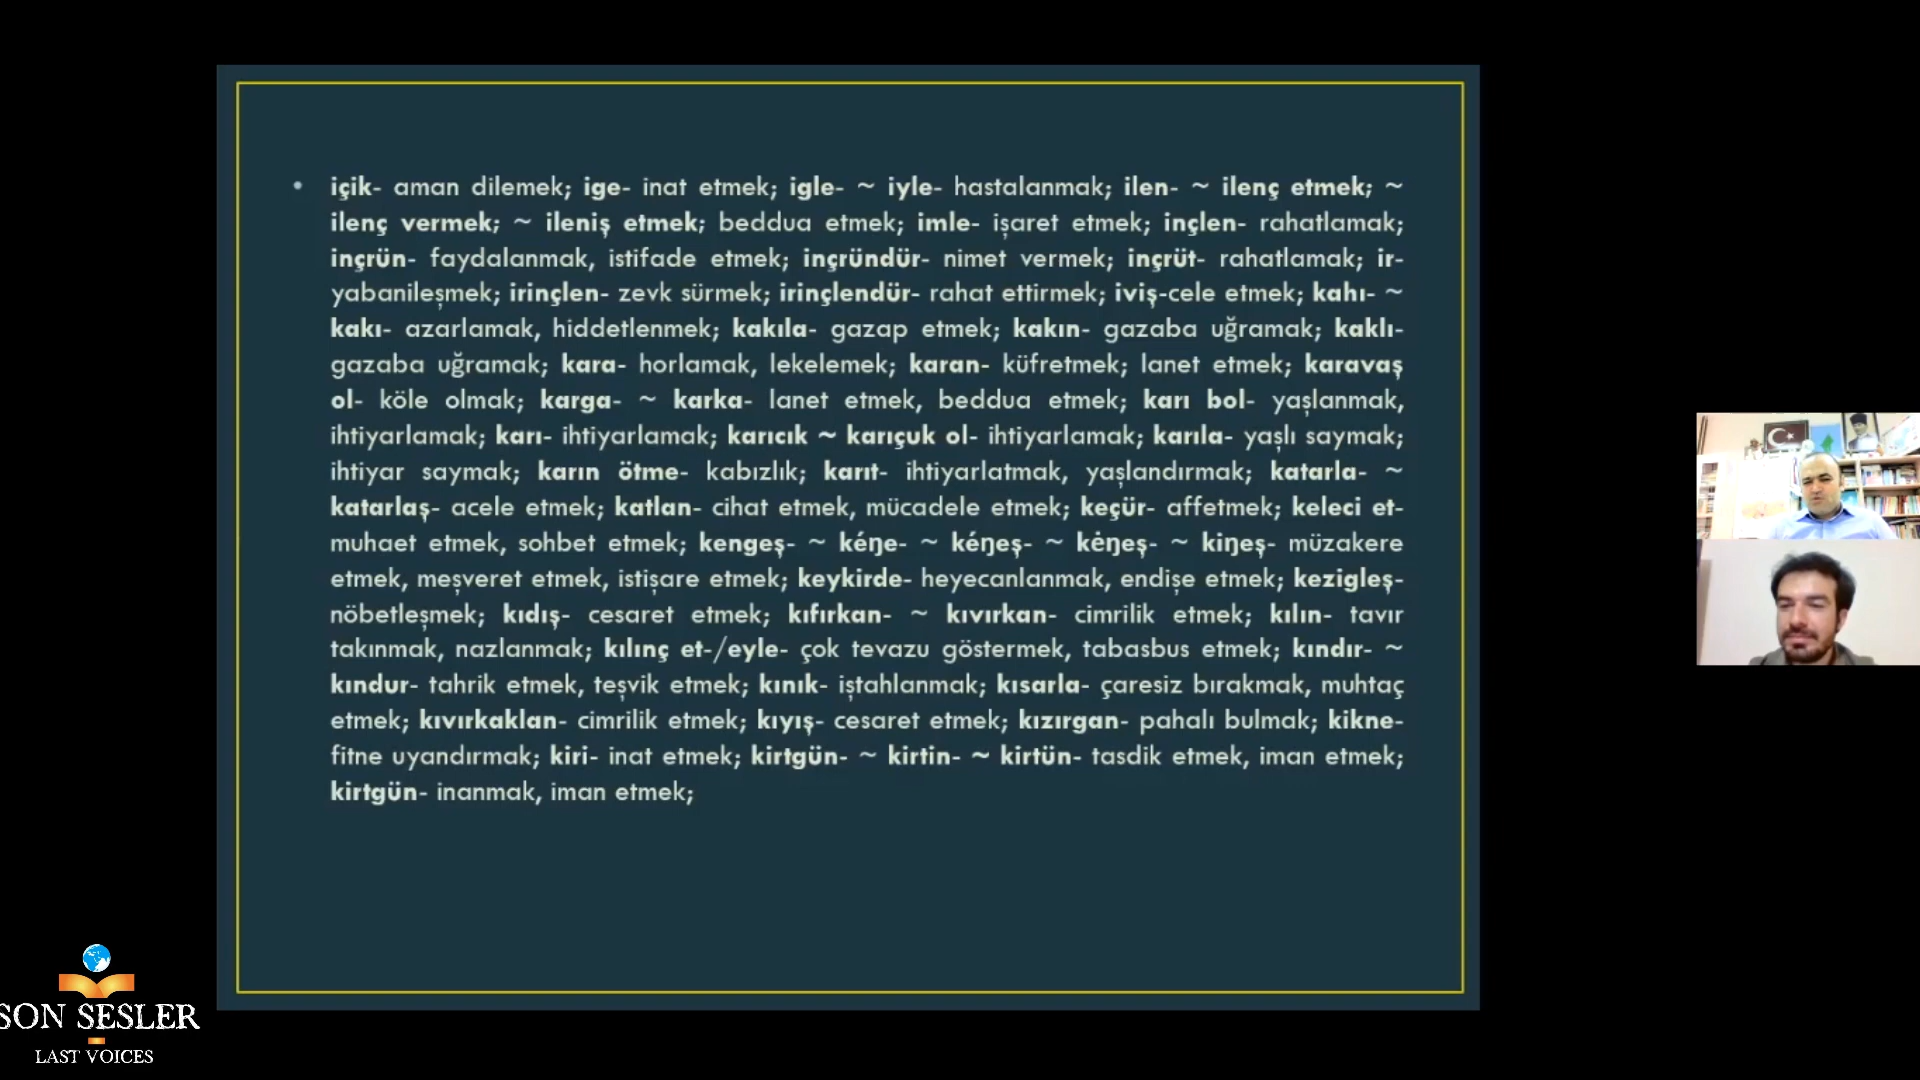 • içik- aman dilemek; ige- inat etmek; igle- ~ iyle- hastalanmak; ilen- ~ ilenç etmek; ~
ilenç vermek; ~ ileniş etmek; beddua etmek; imle- işaret etmek; inçlen- rahatlamak;
inçrün- faydalanmak, istifade etmek; inçründür- nimet vermek; inçrüt- rahatlamak; ir-
yabanileşmek; irinçlen- zevk sürmek; irinçlendür- rahat ettirmek; iviş-cele etmek; kahı- ~
kakı- azarlamak, hiddetlenmek; kakıla- gazap etmek; kakın- gazaba uğramak; kaklı-
gazaba uğramak; kara- horlamak, lekelemek; karan- küfretmek; lanet etmek; karavaş
ol- köle olmak; karga- ~ karka- lanet etmek, beddua etmek; karı bol- yaşlanmak,
ihtiyarlamak; karı- ihtiyarlamak; karıcık ~ karıçuk ol- ihtiyarlamak; karıla- yaşlı saymak;
ihtiyar saymak; karın ötme- kabızlık; karıt- ihtiyarlatmak, yaşlandırmak; katarla- ~
katarlaş- acele etmek; katlan- cihat etmek, mücadele etmek; keçür- affetmek; keleci et-
muhaet etmek, sohbet etmek; kengeş- ~ kéŋe- ~ kéŋeş- ~ kėŋeş- ~ kiŋeş- müzakere
etmek, meşveret etmek, istişare etmek; keykirde- heyecanlanmak, endişe etmek; kezigleş-
nöbetleşmek; kıdış- cesaret etmek; kıfırkan- ~ kıvırkan- cimrilik etmek; kılın- tavır
takınmak, nazlanmak; kılınç et-/eyle- çok tevazu göstermek, tabasbus etmek; kındır- ~
kındur- tahrik etmek, teşvik etmek; kınık- iştahlanmak; kısarla- çaresiz bırakmak, muhtaç
etmek; kıvırkaklan- cimrilik etmek; kıyış- cesaret etmek; kızırgan- pahalı bulmak; kikne-
fitne uyandırmak; kiri- inat etmek; kirtgün- ~ kirtin- ~ kirtün- tasdik etmek, iman etmek;
kirtgün- inanmak, iman etmek;
SON SESLER
LAST VOICES